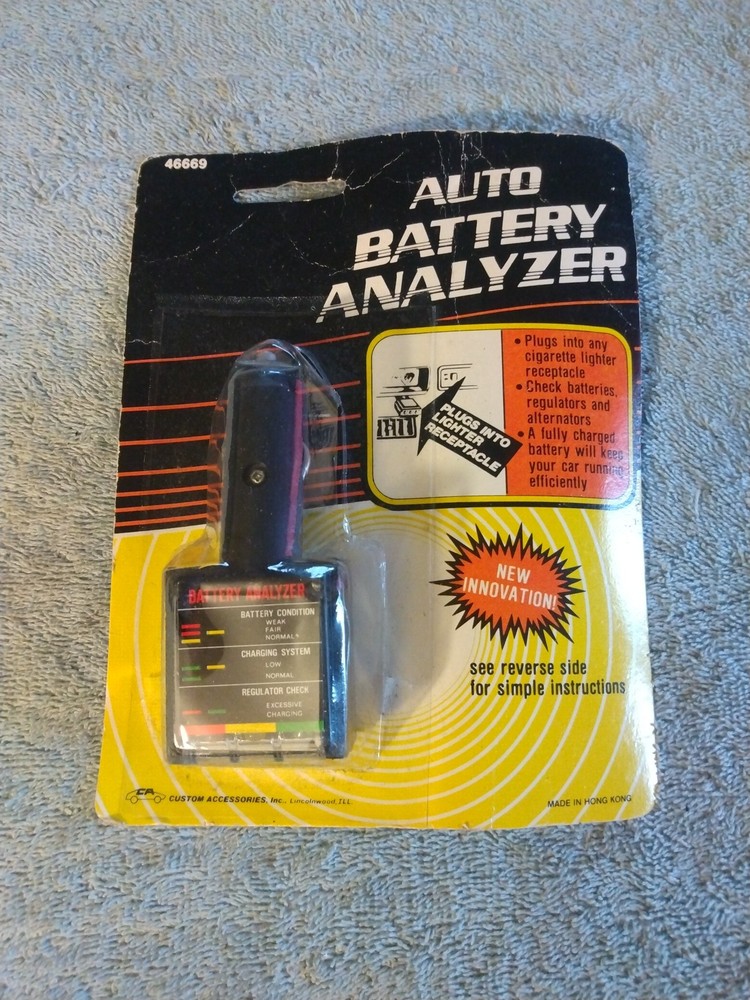 46669
AUTO
BATTERY
ANALYZER
PLUGS INTO
LIGHTER
RECEPTACLE
• Plugs into any
cigarette lighter
receptacle
• Check batteries,
regulators and
alternators
• A fully charged
battery will keep
your car running
efficiently
NEW
INNOVATION!
see reverse side
for simple instructions
BATTERY ANALYZER
BATTERY CONDITION
WEAK
FAIR
NORMAL*
CHARGING SYSTEM
LOW
NORMAL
REGULATOR CHECK
EXCESSIVE
CHARGING
CA
CUSTOM ACCESSORIES, Inc., Lincolnwood, ILL.
MADE IN HONG KONG